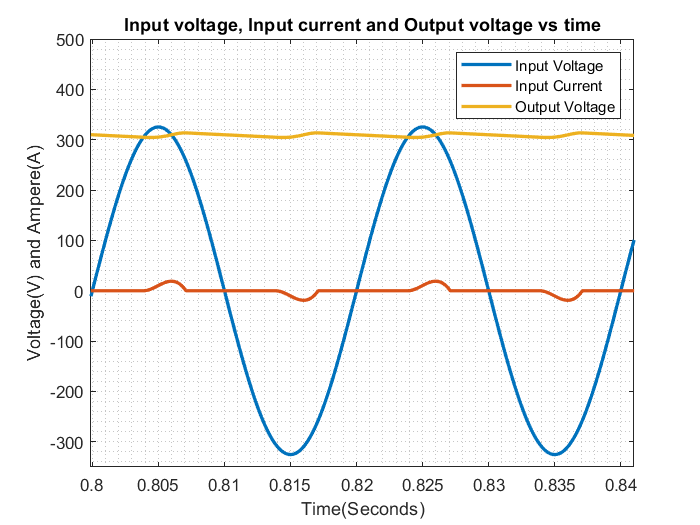 Input voltage, Input current and Output voltage vs time
500
400
300
200
100
0
-100
-200
-300
Voltage(V) and Ampere(A)
Input Voltage
Input Current
Output Voltage
0.8 0.805 0.81 0.815 0.82 0.825 0.83 0.835 0.84
Time(Seconds)